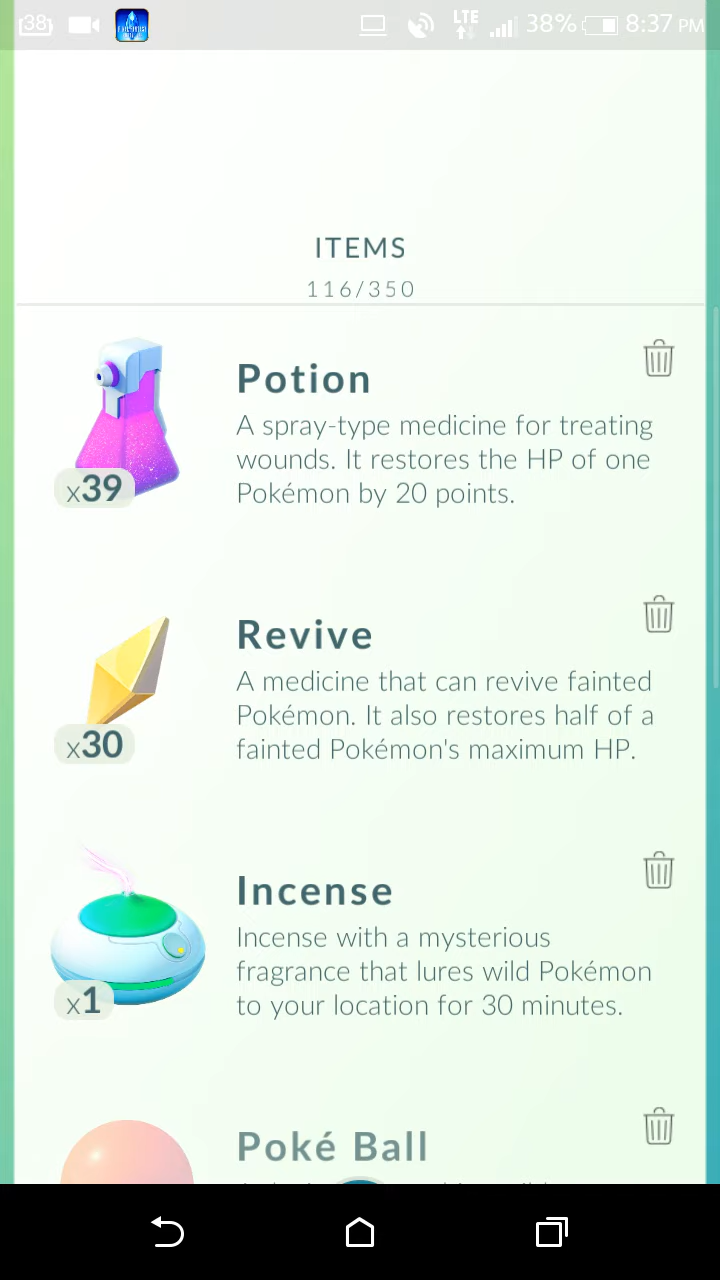 38 LTE 38% 8:37 PM
ITEMS
116/350
Potion
A spray-type medicine for treating
wounds. It restores the HP of one
Pokémon by 20 points.
x39
Revive
A medicine that can revive fainted
Pokémon. It also restores half of a
fainted Pokémon's maximum HP.
x30
Incense
Incense with a mysterious
fragrance that lures wild Pokémon
to your location for 30 minutes.
x1
Poké Ball